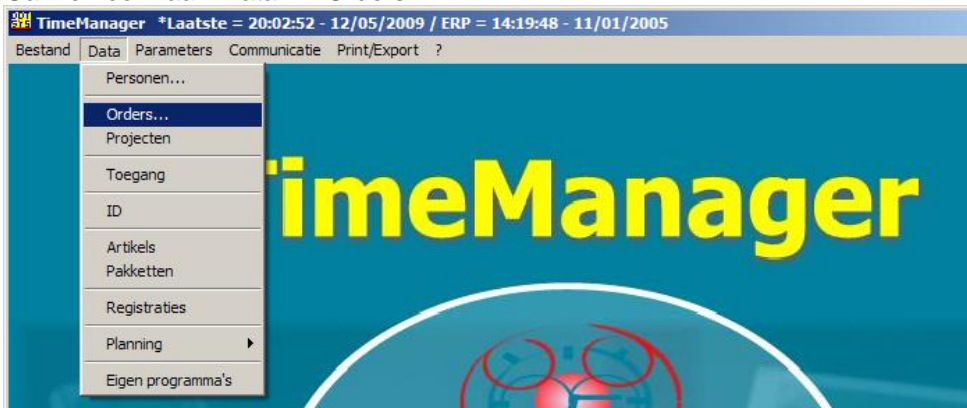 TimeManager *Laatste = 20:02:52 - 12/05/2009 / ERP = 14:19:48 - 11/01/2005
Bestand Data Parameters Communicatie Print/Export ?
Personen...
Orders...
Projecten
Toegang
ID
Artikels
Pakketten
Registraties
Planning
Eigen programma's
imeManager